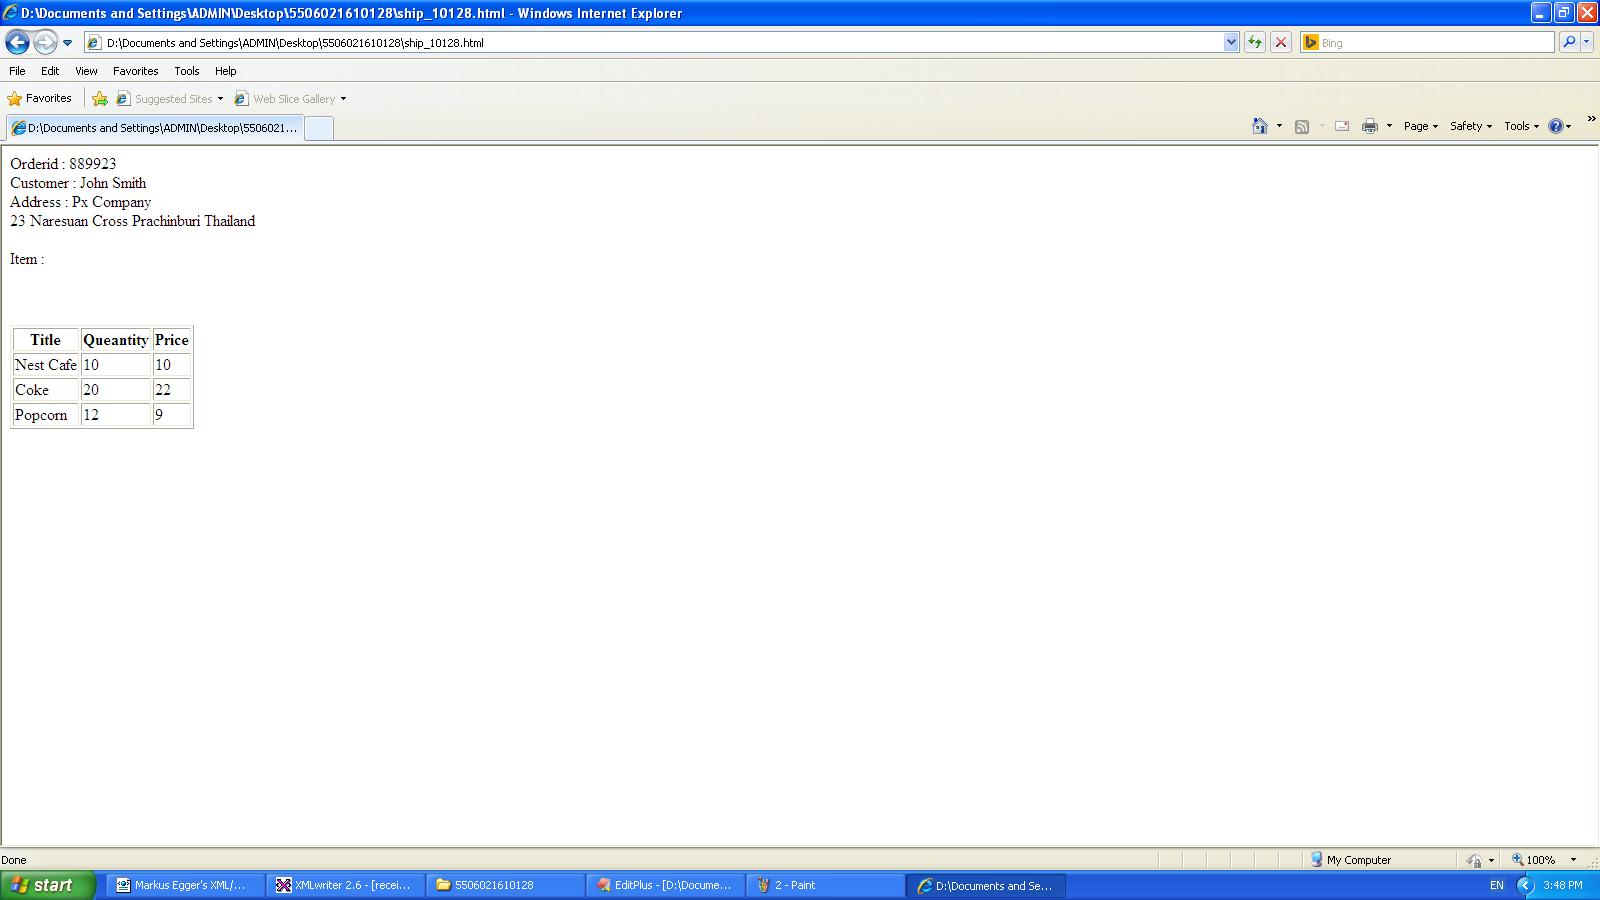 D:\Documents and Settings\ADMIN\Desktop\5506021610128\ship_10128.html - Windows Internet Explorer
D:\Documents and Settings\ADMIN\Desktop\5506021610128\ship_10128.html
Bing
File Edit View Favorites Tools Help
Favorites Suggested Sites Web Slice Gallery
D:\Documents and Settings\ADMIN\Desktop\5506021...
Page Safety Tools
Orderid : 889923
Customer : John Smith
Address : Px Company
23 Naresuan Cross Prachinburi Thailand
Item :
Title Queantity Price
Nest Cafe 10 10
Coke 20 22
Popcorn 12 9
Done My Computer 100%
start Markus Egger's XML/... XMLwriter 2.6 - [recei... 5506021610128 EditPlus - [D:\Docume... 2 - Paint D:\Documents and Se... EN 3:48 PM